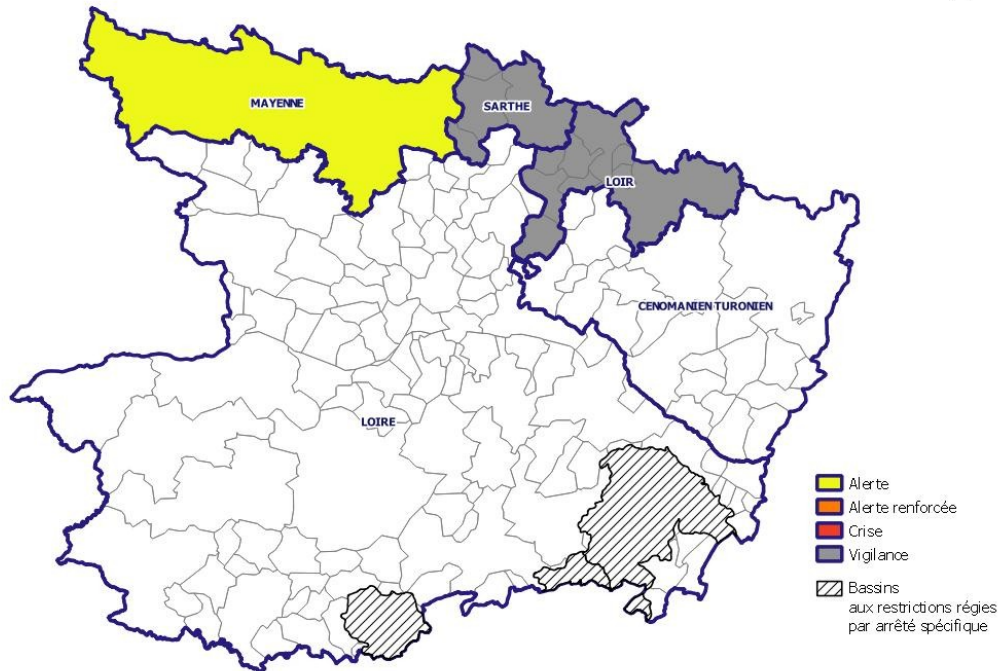 MAYENNE
SARTHE
LOIR
CENOMANIEN TURONIEN
LOIRE
Alerte
Alerte renforcée
Crise
Vigilance
Bassins
aux restrictions régies
par arrêté spécifique